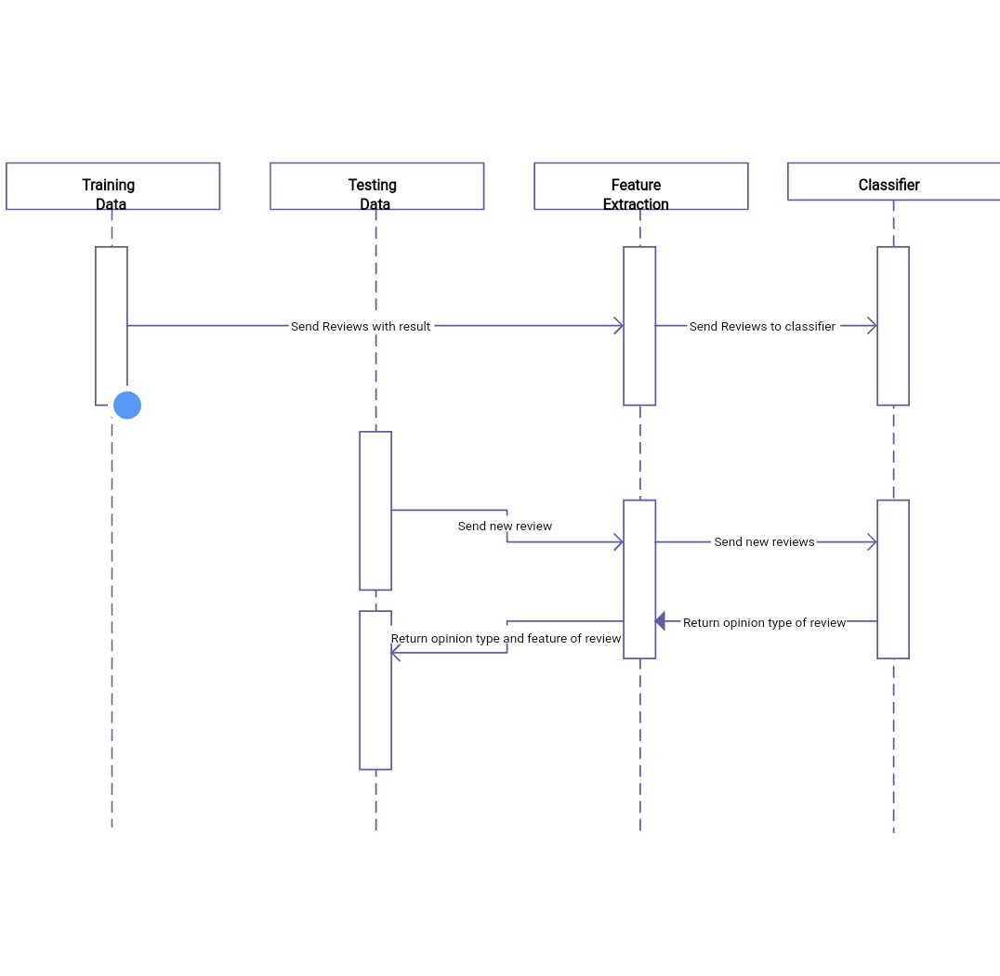 Training
Data
Testing
Data
Feature
Extraction
Classifier
Send Reviews with result
Send Reviews to classifier
Send new review
Send new reviews
Return opinion type of review
Return opinion type and feature of review